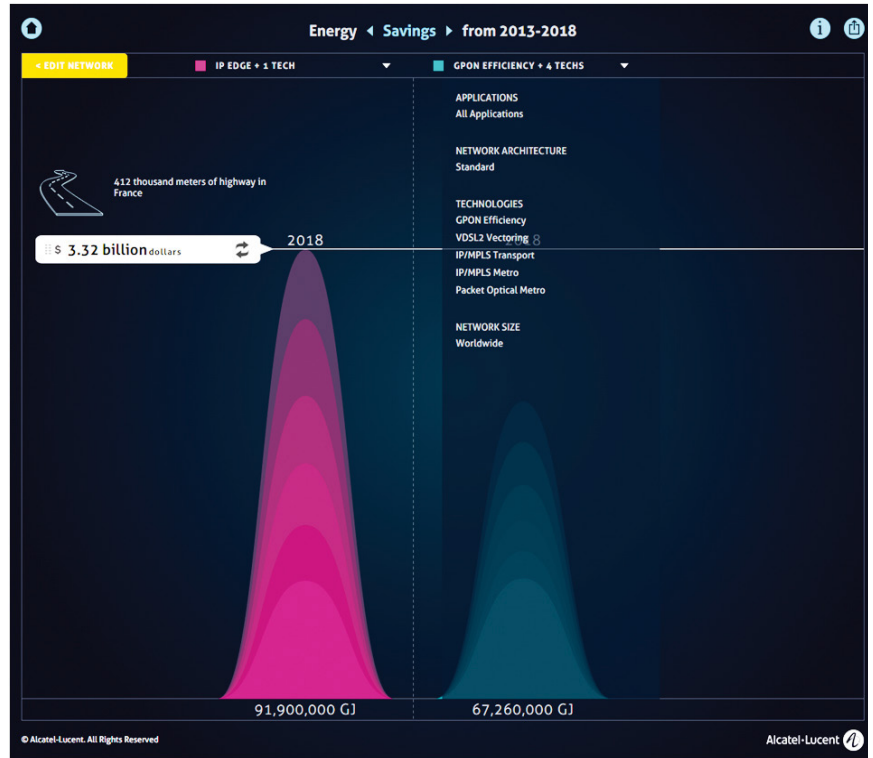 Energy Savings from 2013-2018
< EDIT NETWORK
IP EDGE + 1 TECH
GPON EFFICIENCY + 4 TECHS
APPLICATIONS
All Applications
NETWORK ARCHITECTURE
Standard
TECHNOLOGIES
GPON Efficiency
VDSL2 Vectoring
IP/MPLS Transport
IP/MPLS Metro
Packet Optical Metro
NETWORK SIZE
Worldwide
412 thousand meters of highway in
France
$ 3.32 billion dollars
2018
2018
91,900,000 GJ
67,260,000 GJ
© Alcatel-Lucent. All Rights Reserved
Alcatel·Lucent